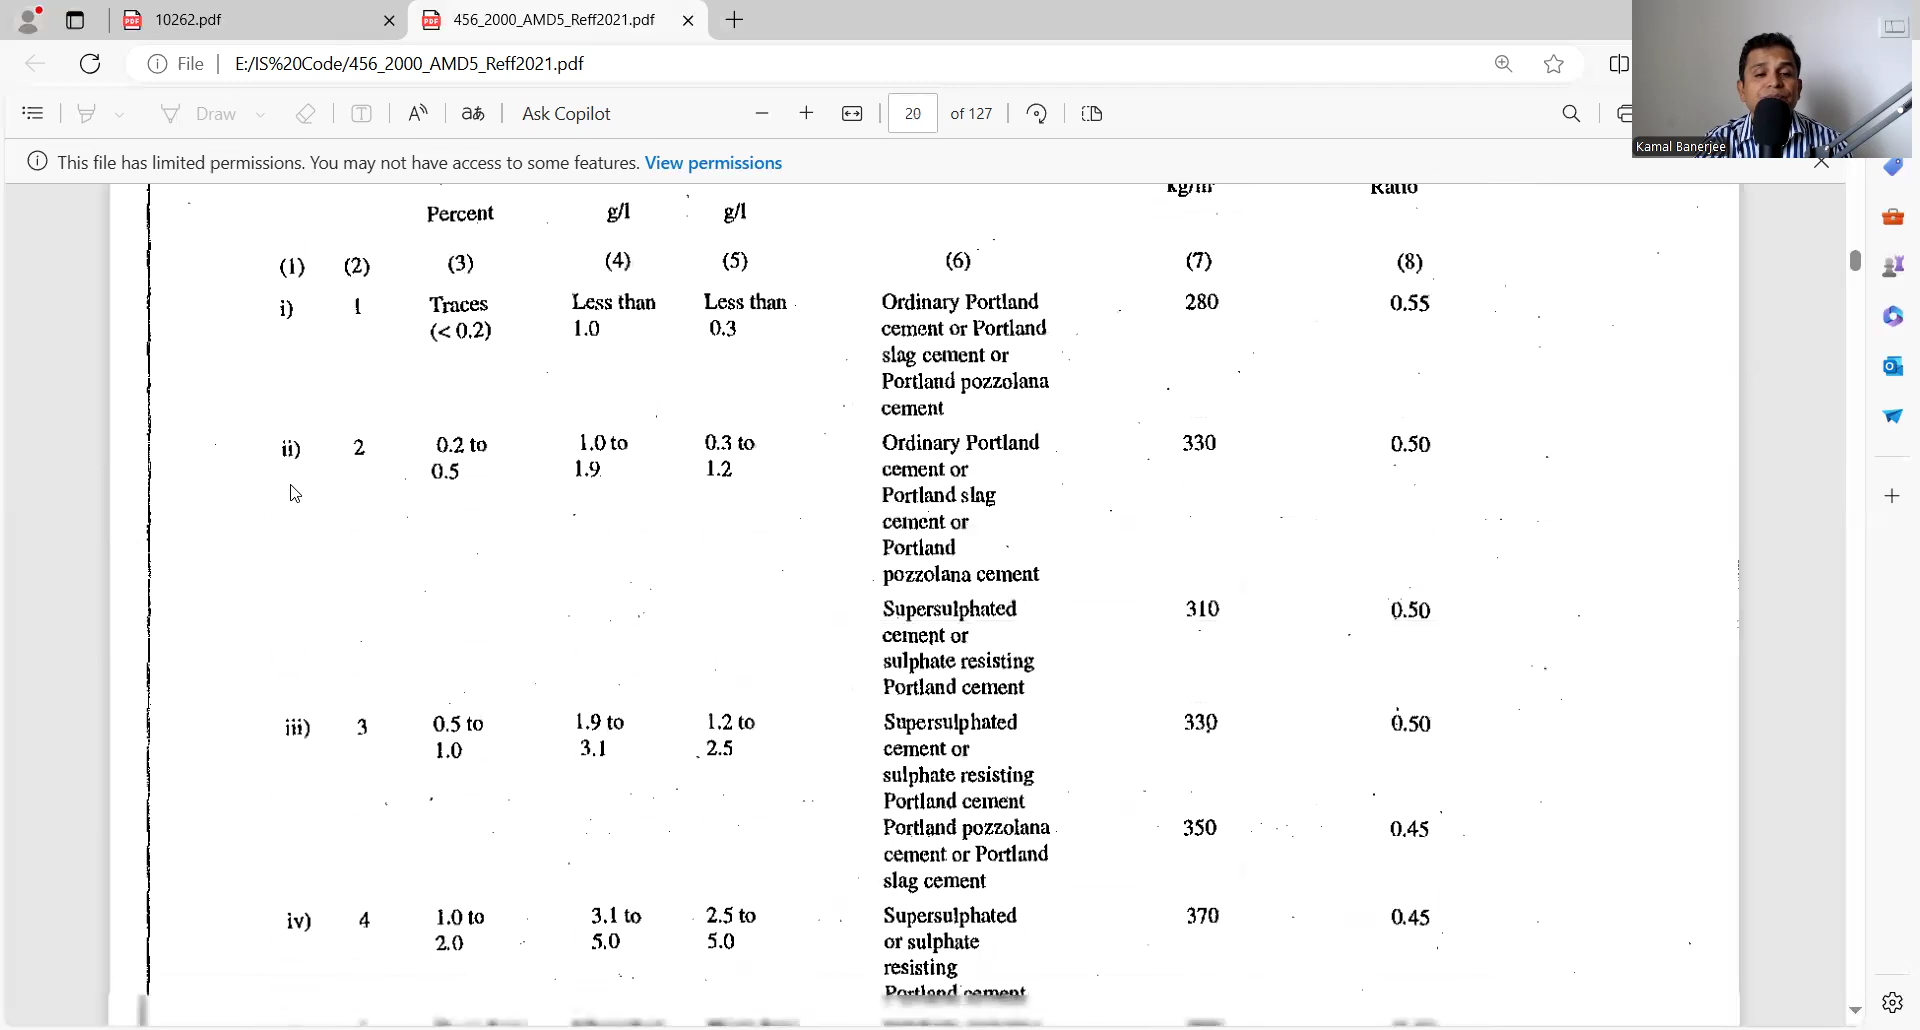 10262.pdf
456_2000_AMD5_Reff2021.pdf
File
E:/IS%20Code/456_2000_AMD5_Reff2021.pdf
Draw
aあ
Ask Copilot
20
of 127
This file has limited permissions. You may not have access to some features. View permissions
Kamal Banerjee
kg/m³ Ratio
Percent g/l g/l
(1) (2) (3) (4) (5) (6) (7) (8)
i) 1 Traces Less than Less than Ordinary Portland 280 0.55
(< 0.2) 1.0 0.3 cement or Portland
slag cement or
Portland pozzolana
cement
ii) 2 0.2 to 1.0 to 0.3 to Ordinary Portland 330 0.50
0.5 1.9 1.2 cement or
Portland slag
cement or
Portland
pozzolana cement
Supersulphated 310 0.50
cement or
sulphate resisting
Portland cement
iii) 3 0.5 to 1.9 to 1.2 to Supersulphated 330 0.50
1.0 3.1 2.5 cement or
sulphate resisting
Portland cement
Portland pozzolana 350 0.45
cement or Portland
slag cement
iv) 4 1.0 to 3.1 to 2.5 to Supersulphated 370 0.45
2.0 5.0 5.0 or sulphate
resisting
Portland cement